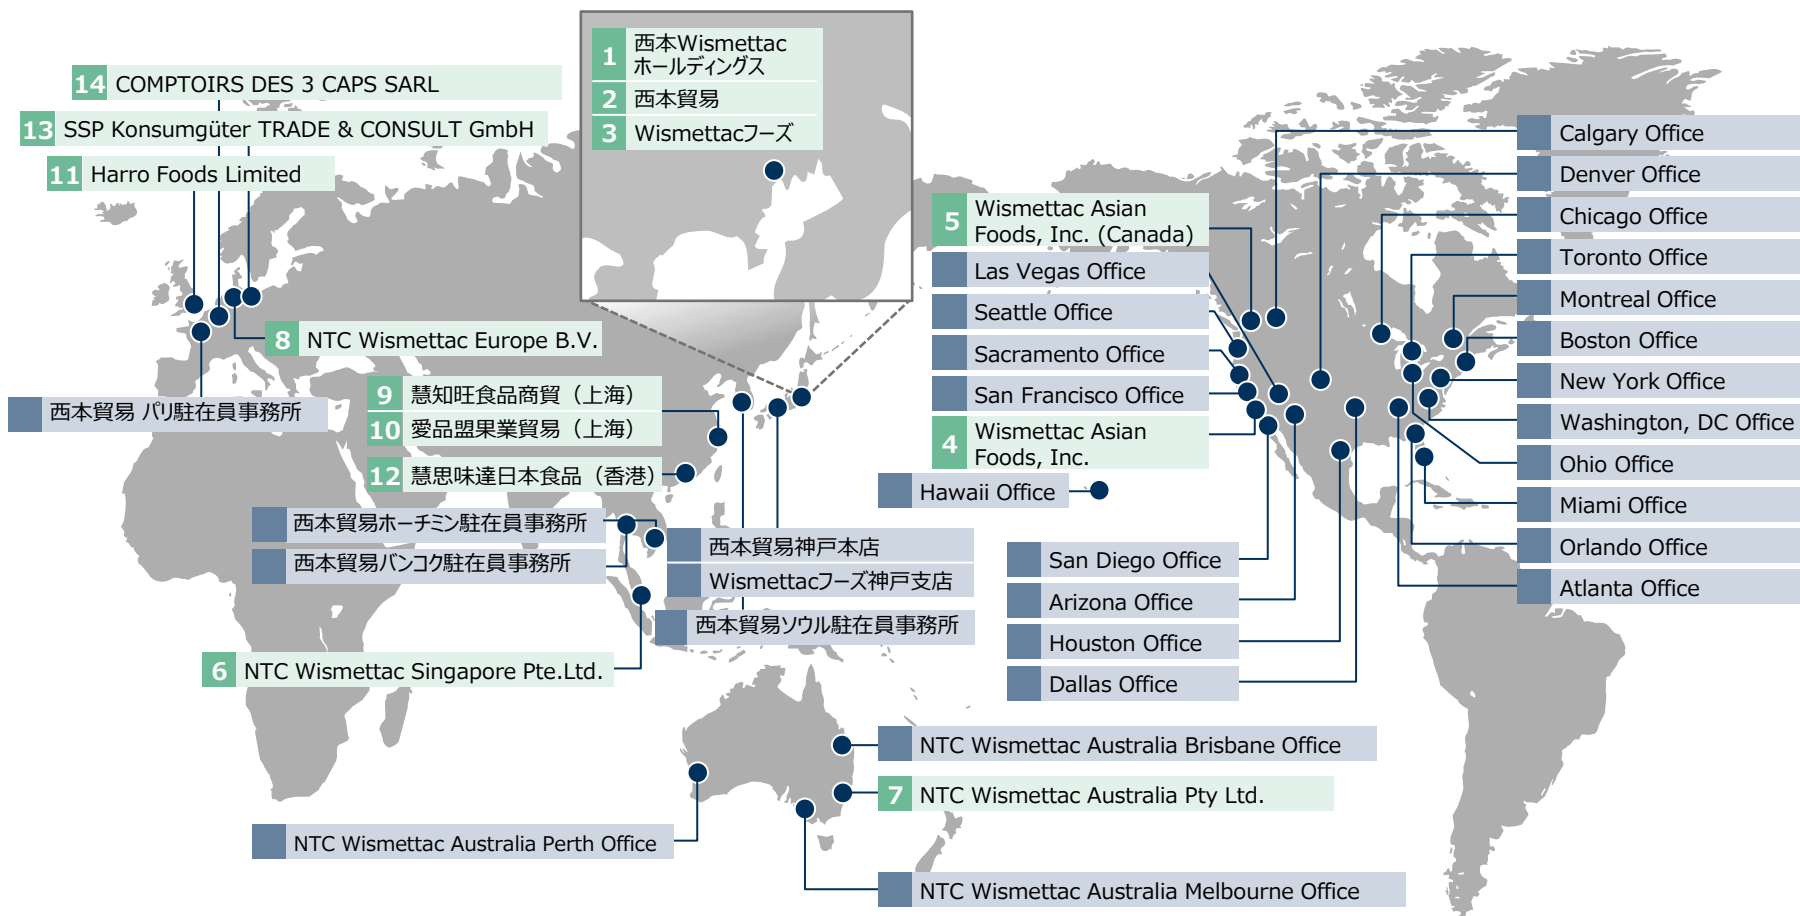 1 西本Wismettac
ホールディングス
2 西本貿易
3 Wismettacフーズ
14 COMPTOIRS DES 3 CAPS SARL
13 SSP Konsumgüter TRADE & CONSULT GmbH
11 Harro Foods Limited
8 NTC Wismettac Europe B.V.
西本貿易 パリ駐在員事務所
9 慧知旺食品商貿（上海）
10 愛品盟果業貿易（上海）
12 慧思味達日本食品（香港）
西本貿易ホーチミン駐在員事務所
西本貿易バンコク駐在員事務所
西本貿易神戸本店
Wismettacフーズ神戸支店
西本貿易ソウル駐在員事務所
6 NTC Wismettac Singapore Pte.Ltd.
5 Wismettac Asian
Foods, Inc. (Canada)
Las Vegas Office
Seattle Office
Sacramento Office
San Francisco Office
4 Wismettac Asian
Foods, Inc.
Hawaii Office
San Diego Office
Arizona Office
Houston Office
Dallas Office
Calgary Office
Denver Office
Chicago Office
Toronto Office
Montreal Office
Boston Office
New York Office
Washington, DC Office
Ohio Office
Miami Office
Orlando Office
Atlanta Office
NTC Wismettac Australia Brisbane Office
7 NTC Wismettac Australia Pty Ltd.
NTC Wismettac Australia Perth Office
NTC Wismettac Australia Melbourne Office